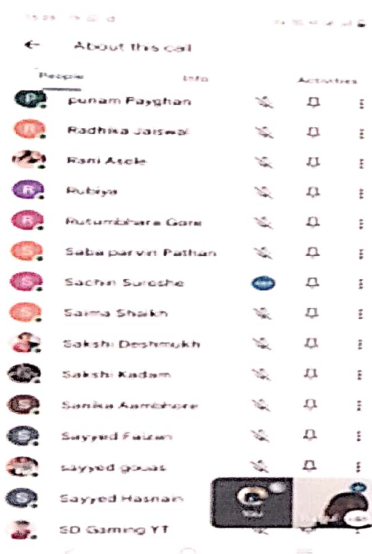 About this call
People Info Activities
punam Payghan
Radhika Jaiswal
Rani Asole
Rubiya
Rutumbhara Gore
Saba parvin Pathan
Sachin Suroshe
Saima Shaikh
Sakshi Deshmukh
Sakshi Kadam
Sanika Aambhore
Sayyed Faizan
sayyed gouas
Sayyed Hasnain
SD Gaming YT